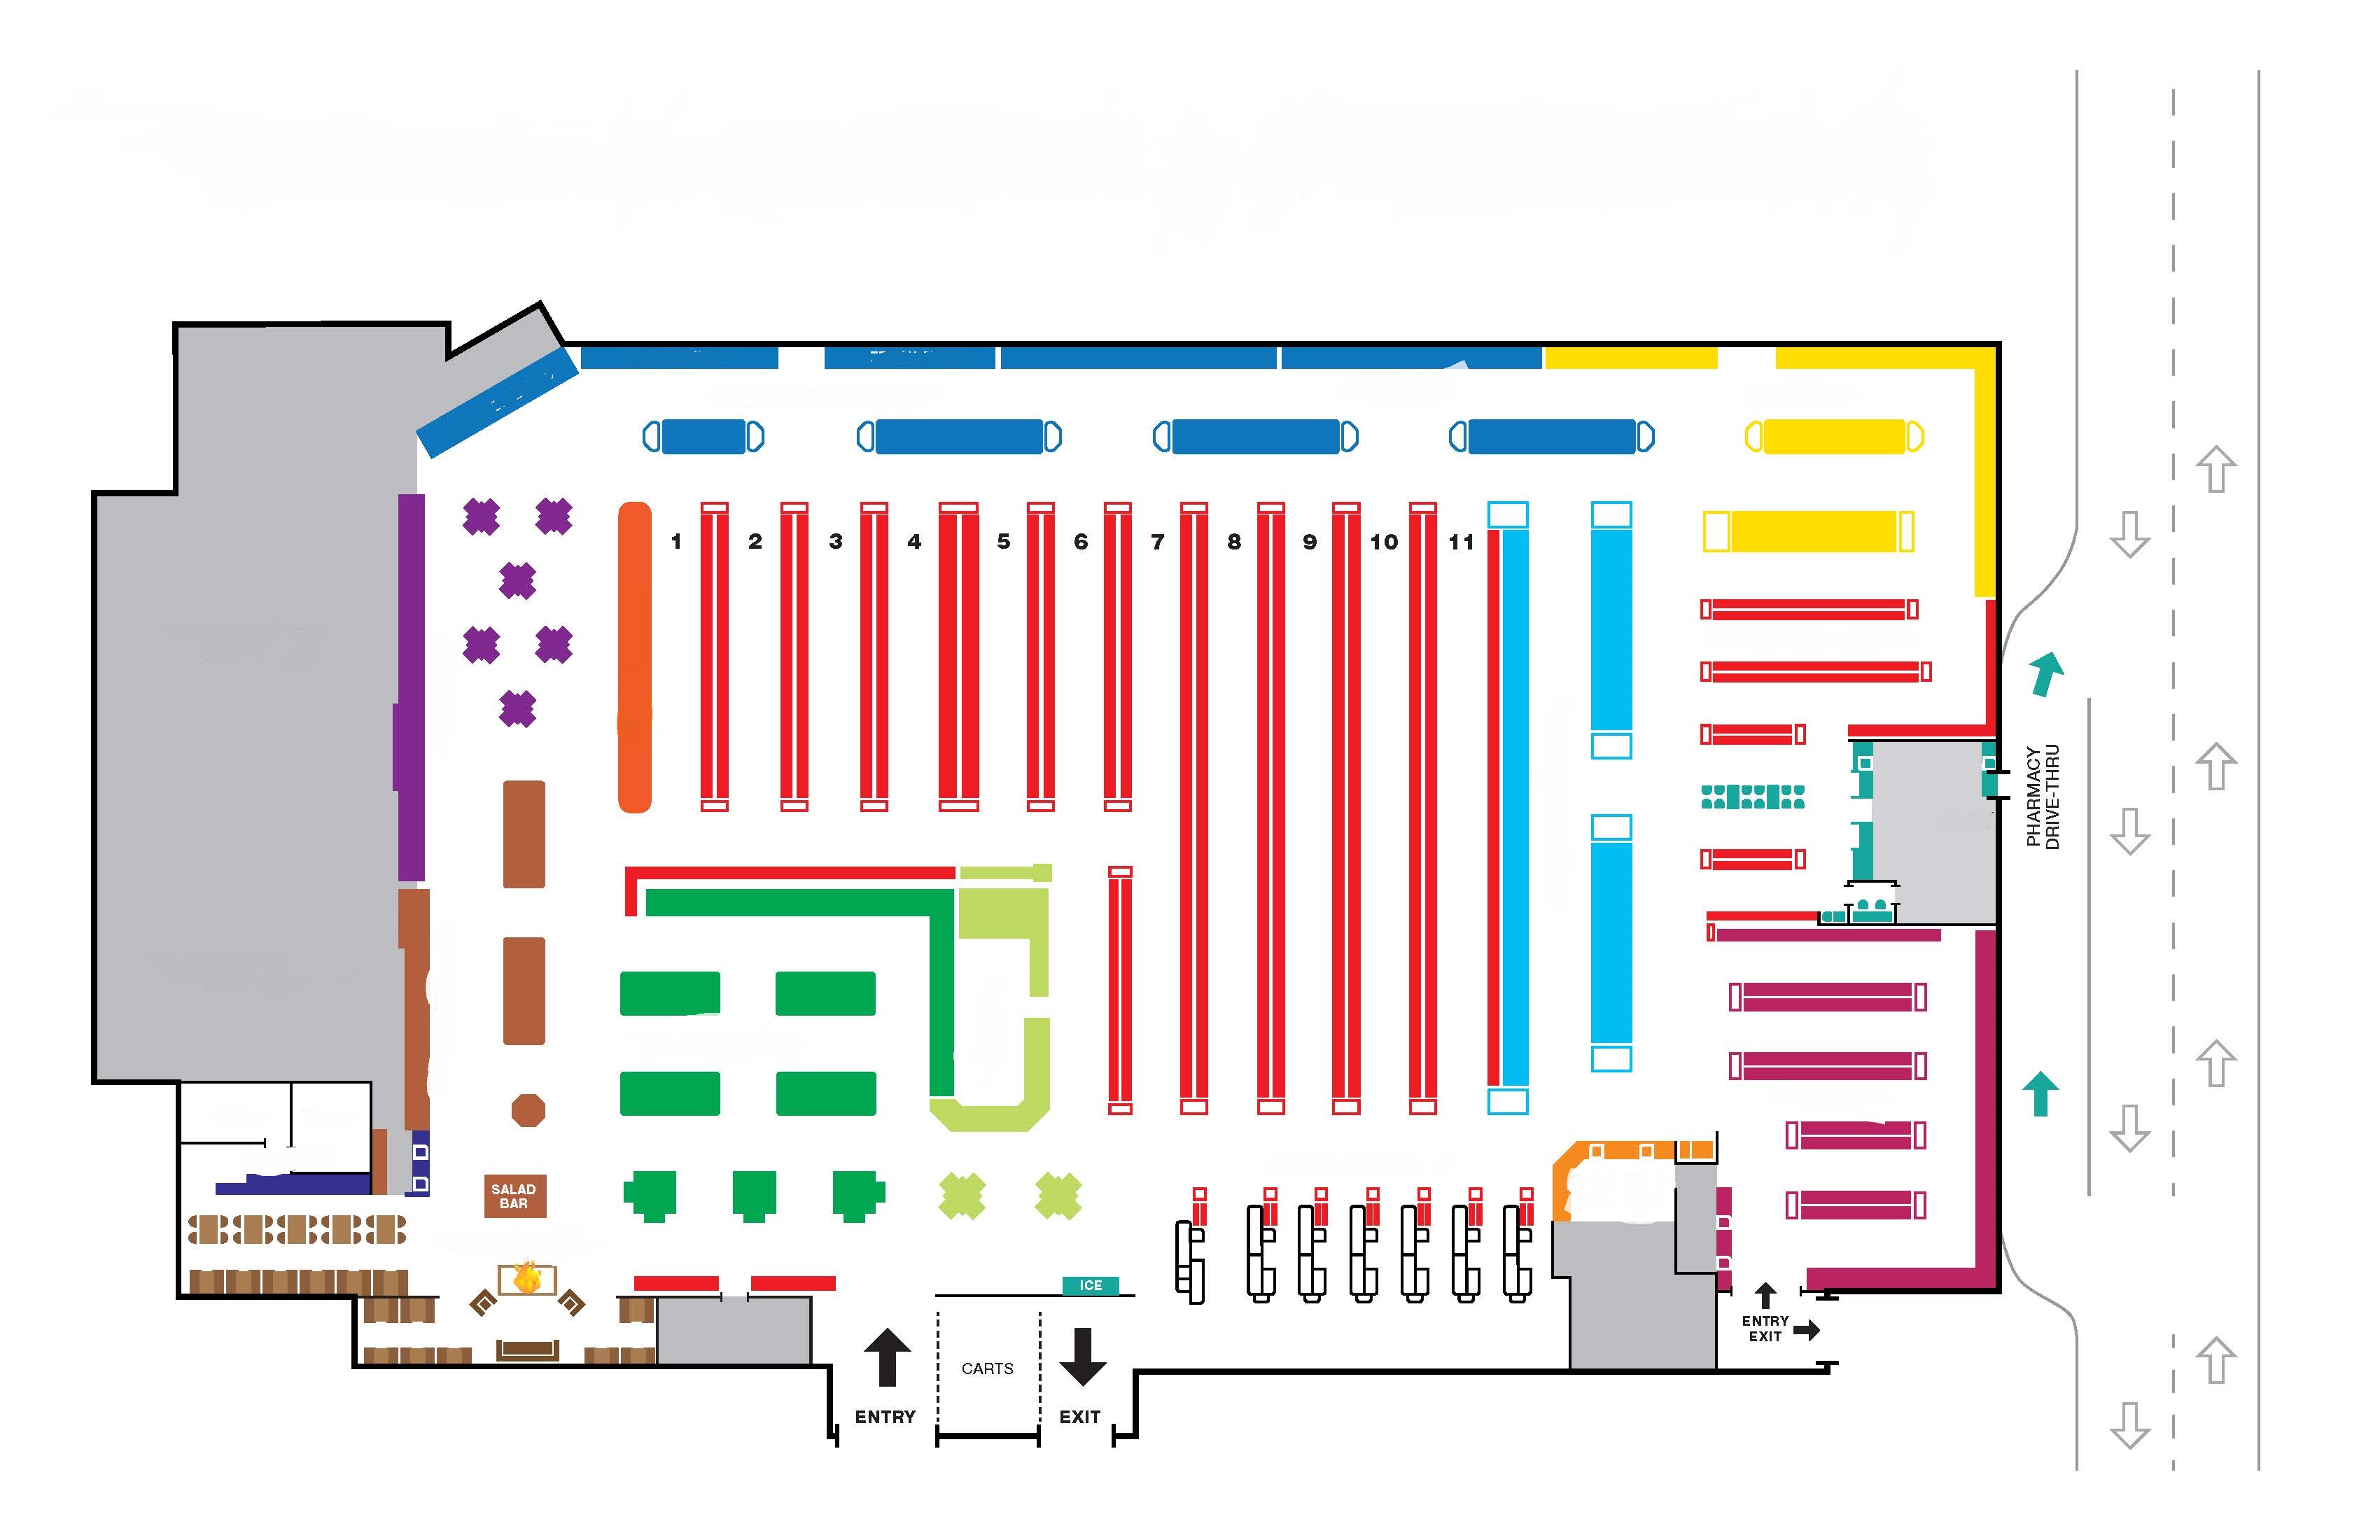 Welcome To Your 66th & O Russ's Market
1 2 3 4 5 6 7 8 9 10 11
PHARMACY
DRIVE-THRU
SALAD
BAR
ICE
ENTRY
EXIT
CARTS
ENTRY
EXIT